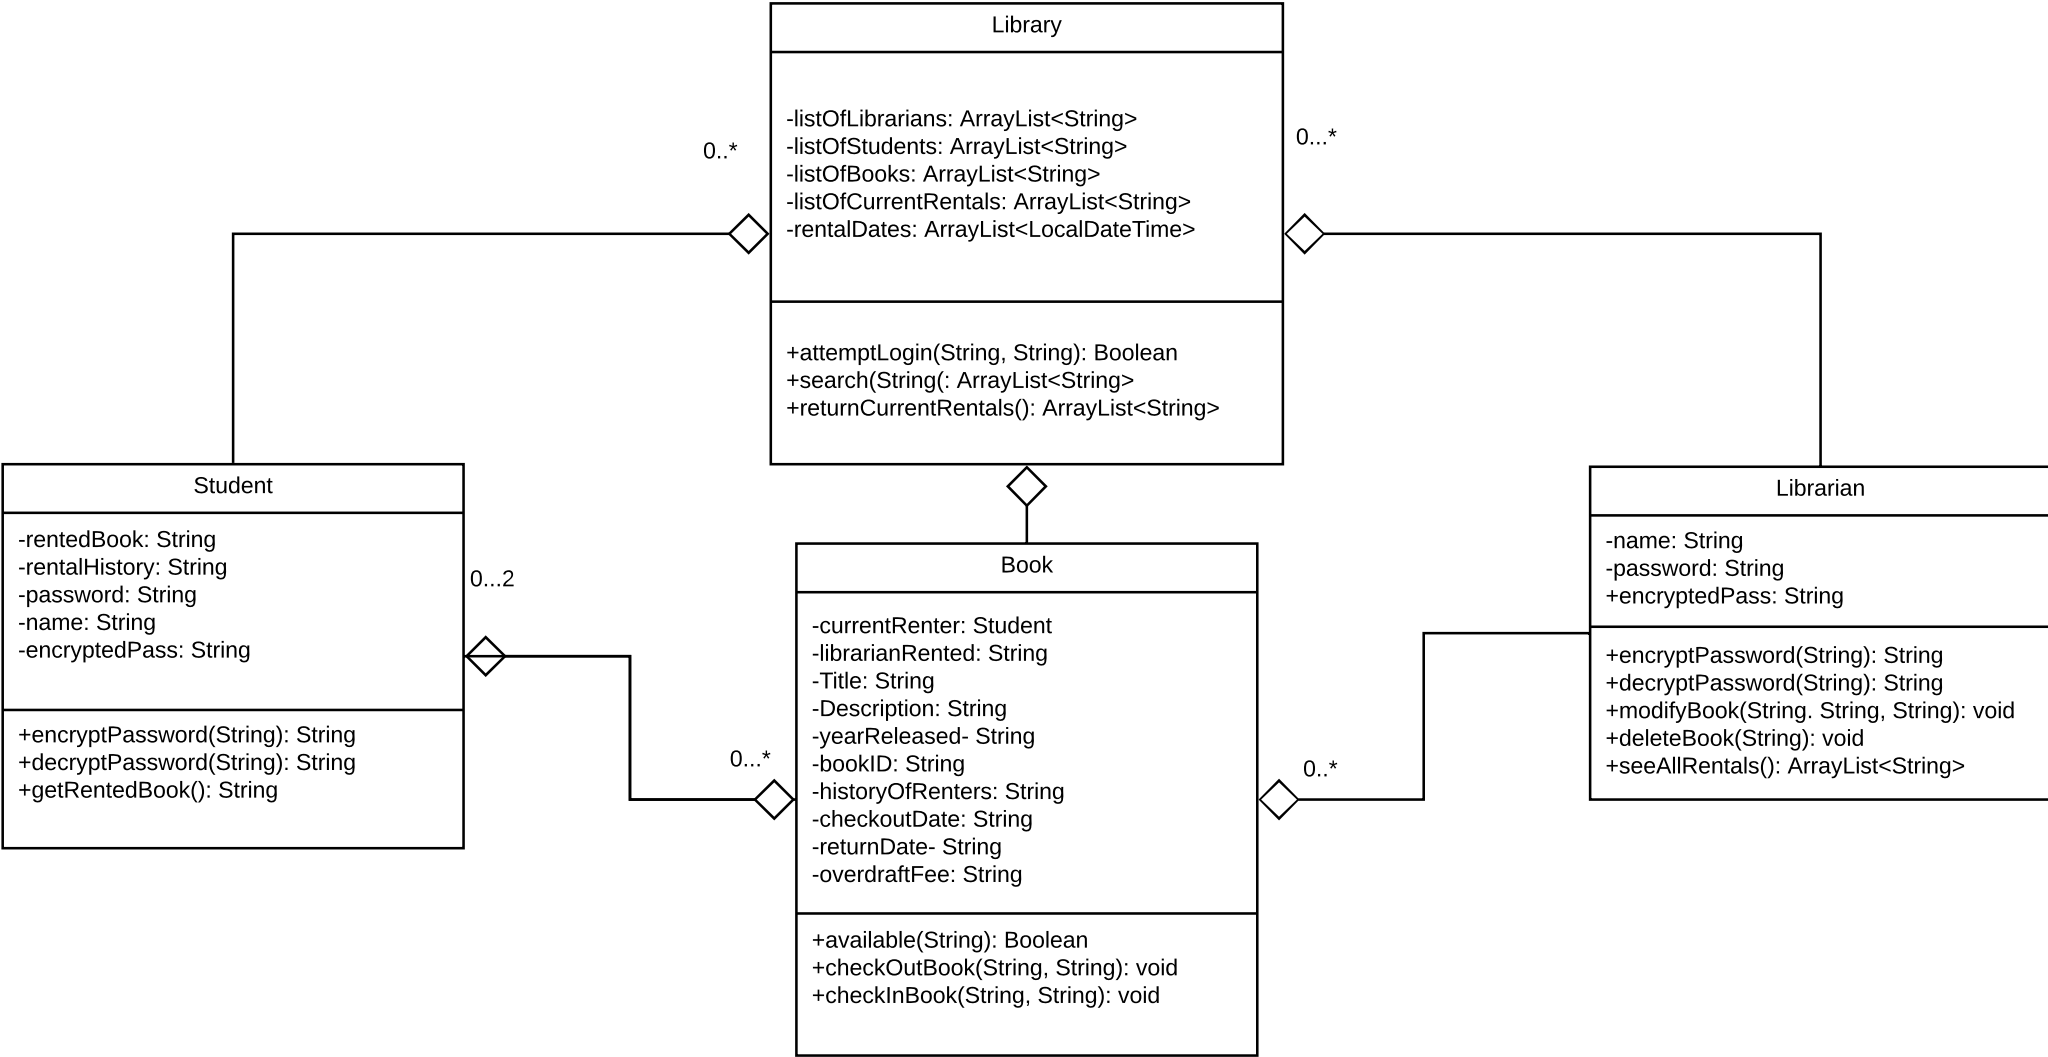 Library
-listOfLibrarians: ArrayList<String>
-listOfStudents: ArrayList<String>
-listOfBooks: ArrayList<String>
-listOfCurrentRentals: ArrayList<String>
-rentalDates: ArrayList<LocalDateTime>
+attemptLogin(String, String): Boolean
+search(String(: ArrayList<String>
+returnCurrentRentals(): ArrayList<String>
0..*
0...*
Student
-rentedBook: String
-rentalHistory: String
-password: String
-name: String
-encryptedPass: String
+encryptPassword(String): String
+decryptPassword(String): String
+getRentedBook(): String
0...2
0...*
Book
-currentRenter: Student
-librarianRented: String
-Title: String
-Description: String
-yearReleased- String
-bookID: String
-historyOfRenters: String
-checkoutDate: String
-returnDate- String
-overdraftFee: String
+available(String): Boolean
+checkOutBook(String, String): void
+checkInBook(String, String): void
0..*
Librarian
-name: String
-password: String
+encryptedPass: String
+encryptPassword(String): String
+decryptPassword(String): String
+modifyBook(String. String, String): void
+deleteBook(String): void
+seeAllRentals(): ArrayList<String>